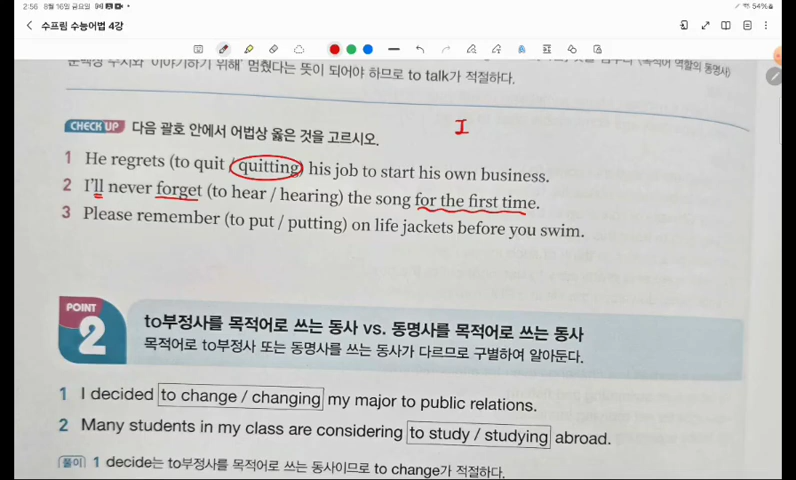 2:56 8월 16일 금요일
54%
수프림 수능어법 4강
문맥상 수지와 '이야기하기 위해' 멈췄다는 뜻이 되어야 하므로 to talk가 적절하다.
(목적어 역할의 동명사)
I
CHECK UP 다음 괄호 안에서 어법상 옳은 것을 고르시오.
1 He regrets (to quit / quitting) his job to start his own business.
2 I'll never forget (to hear / hearing) the song for the first time.
3 Please remember (to put / putting) on life jackets before you swim.
POINT
2
to부정사를 목적어로 쓰는 동사 vs. 동명사를 목적어로 쓰는 동사
목적어로 to부정사 또는 동명사를 쓰는 동사가 다르므로 구별하여 알아둔다.
1 I decided to change / changing my major to public relations.
2 Many students in my class are considering to study / studying abroad.
풀이 1 decide는 to부정사를 목적어로 쓰는 동사이므로 to change가 적절하다.